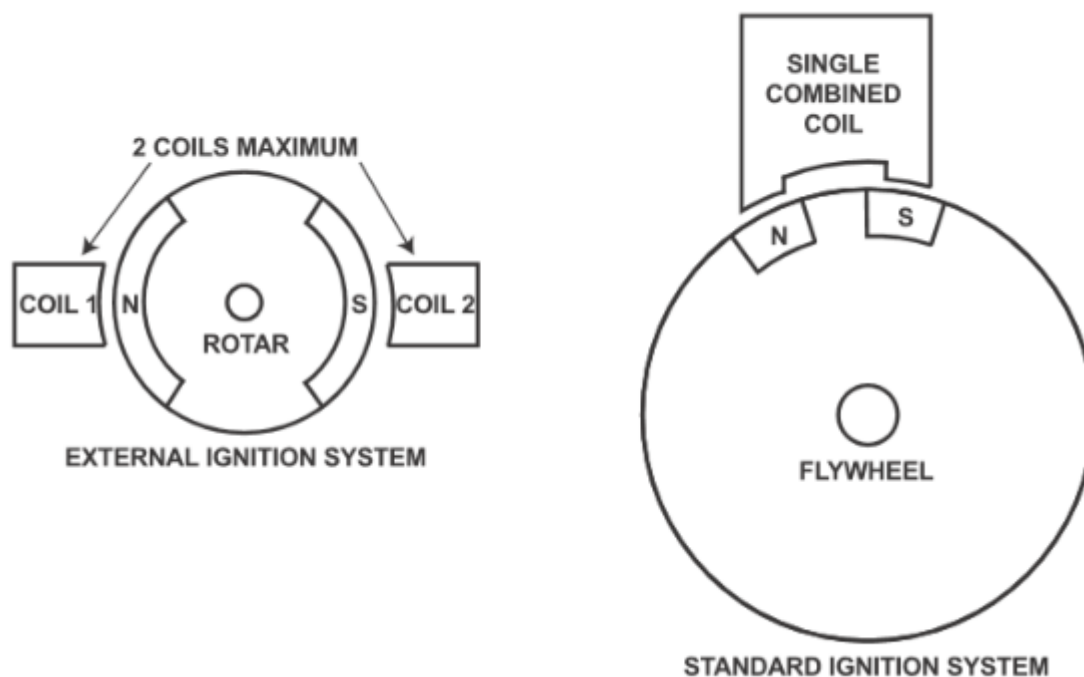 2 COILS MAXIMUM
COIL 1
N
S
COIL 2
ROTAR
EXTERNAL IGNITION SYSTEM
SINGLE
COMBINED
COIL
N
S
FLYWHEEL
STANDARD IGNITION SYSTEM